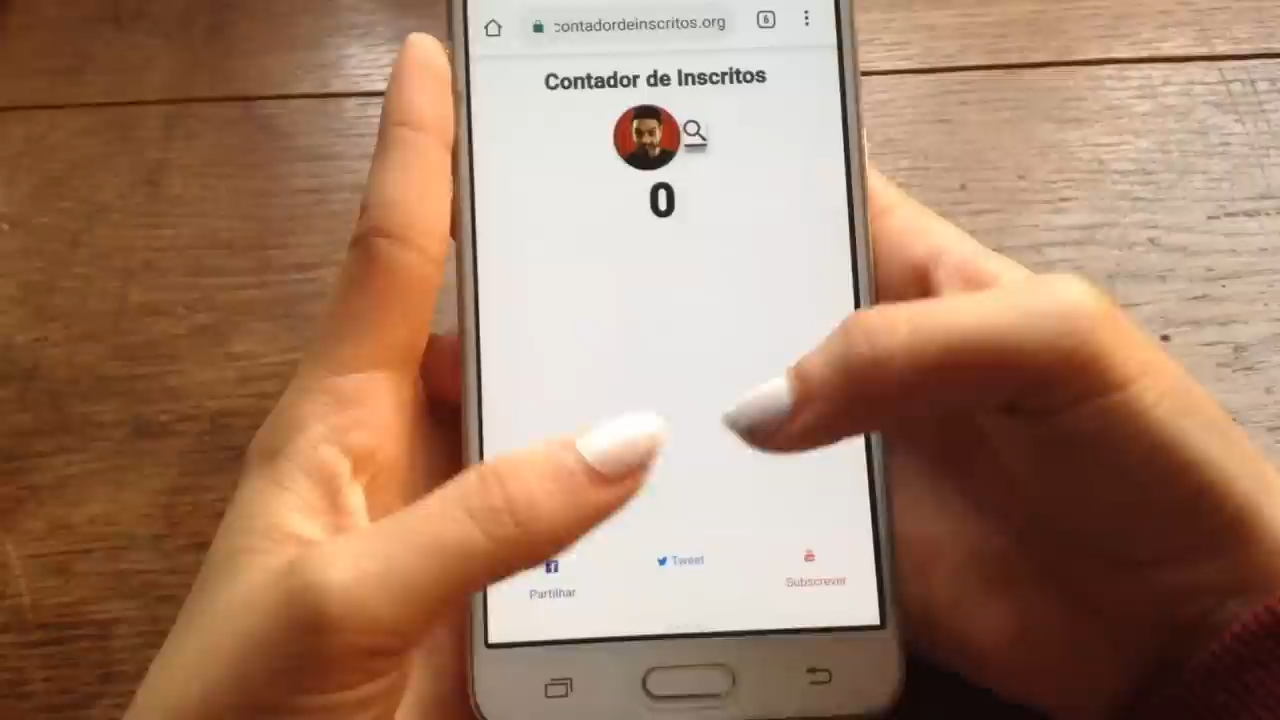 contadordeinscritos.org
6
Contador de Inscritos
0
Partilhar
Tweet
Subscrever